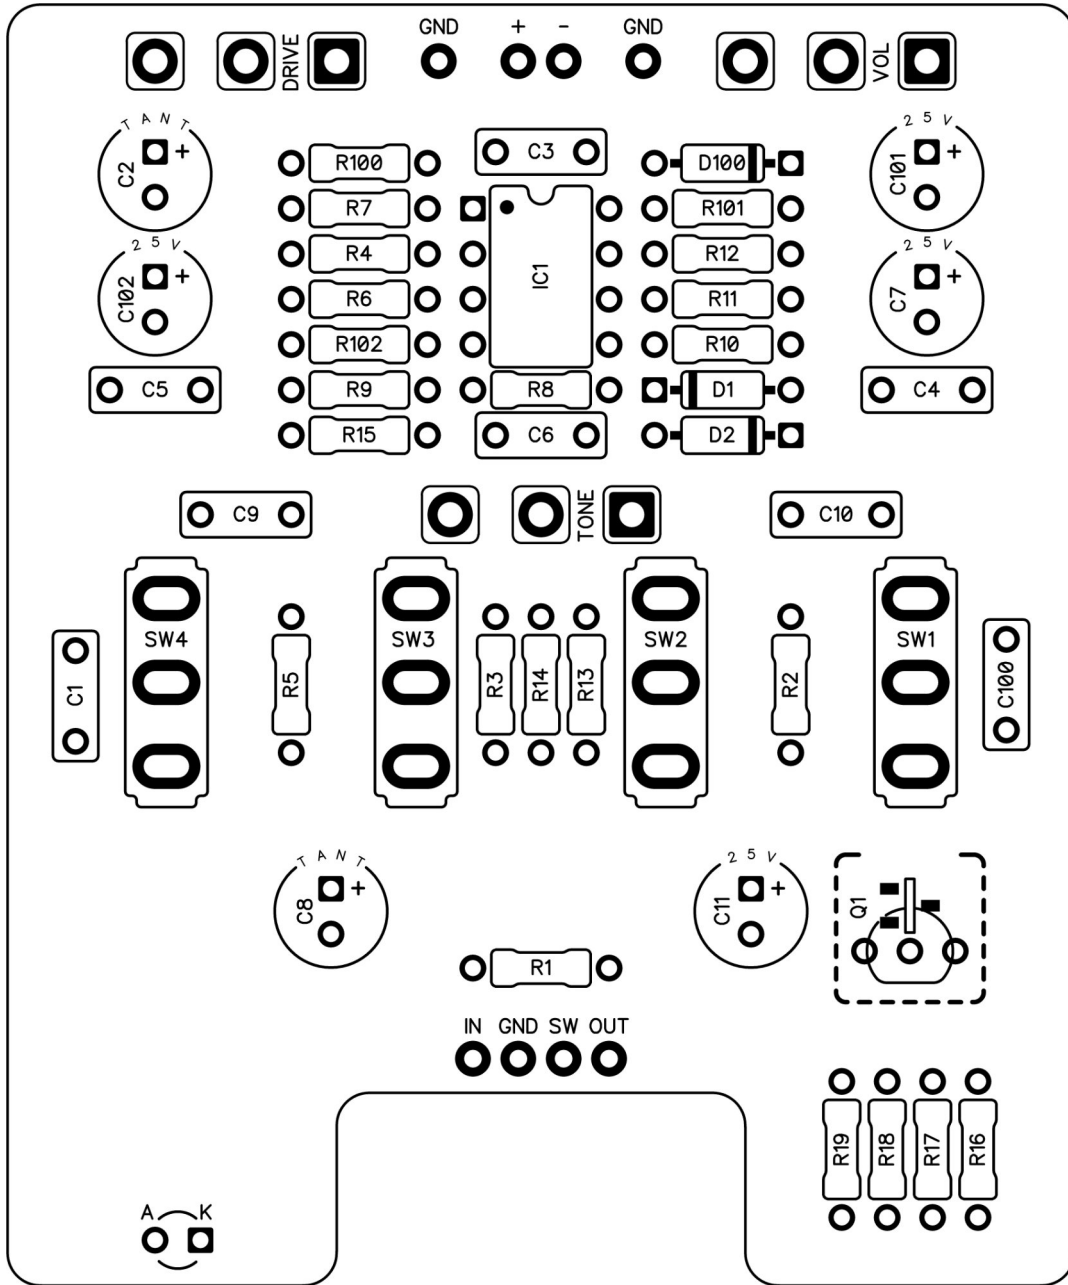 GND + - GND
DRIVE VOL
TANT 25V
C2 + C101 +
C3
R100 D100
R7 R101
R4 R12
25V IC1 25V
C102 + R6 R11 C7 +
R102 R10
C5 R9 R8 D1 C4
R15 C6 D2
C9 TONE C10
SW4 SW3 SW2 SW1
C1 R5 R3 R14 R13 R2 C100
TANT 25V
C8 + C11 + Q1
R1
IN GND SW OUT
R19 R18 R17 R16
A K